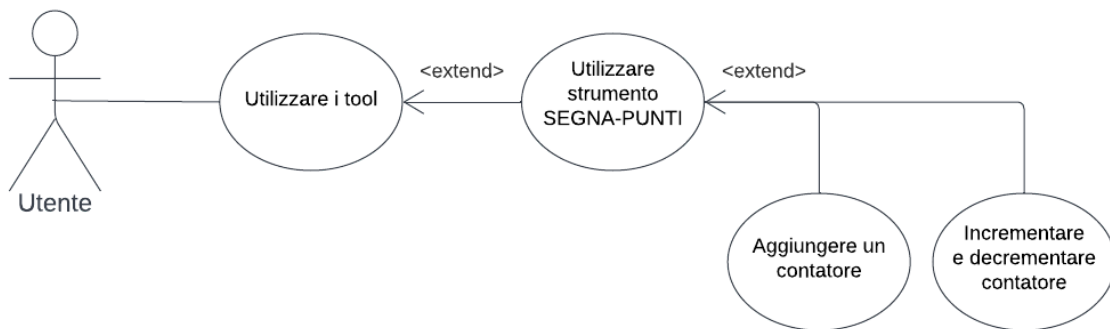 Utente
Utilizzare i tool
<extend>
Utilizzare
strumento
SEGNA-PUNTI
<extend>
Aggiungere un
contatore
Incrementare
e decrementare
contatore